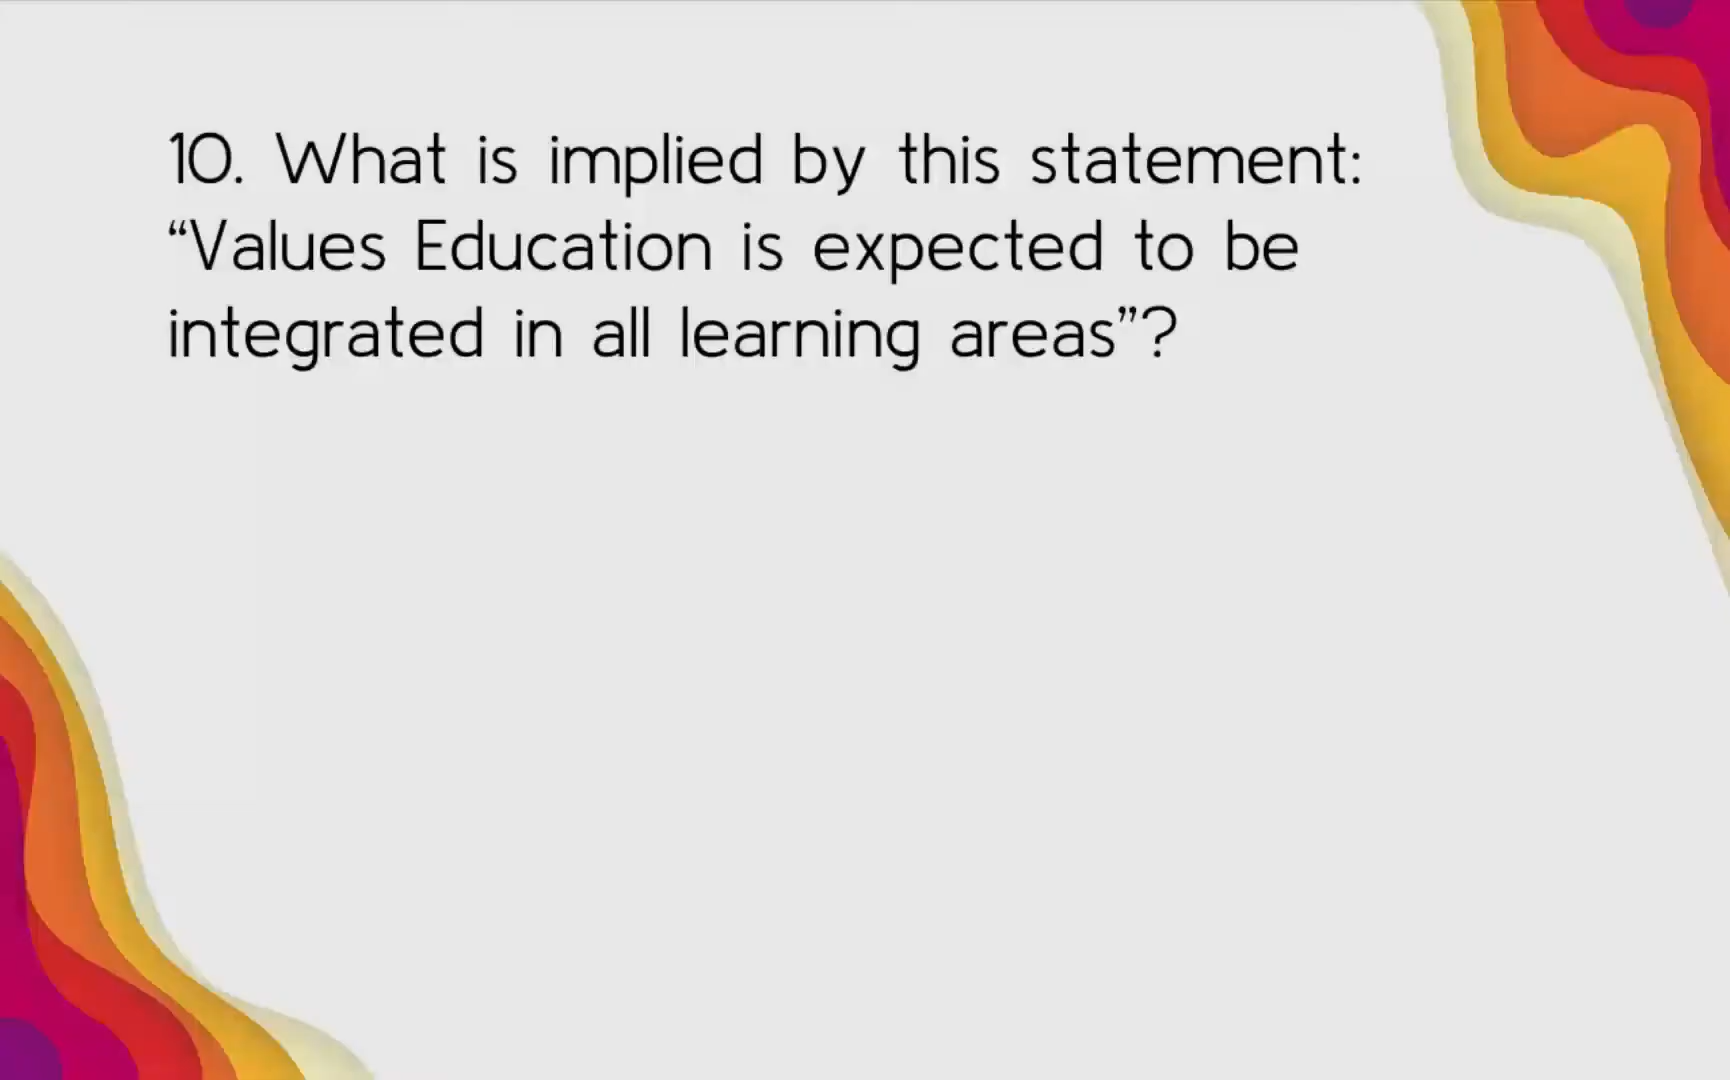 10. What is implied by this statement:
“Values Education is expected to be
integrated in all learning areas”?